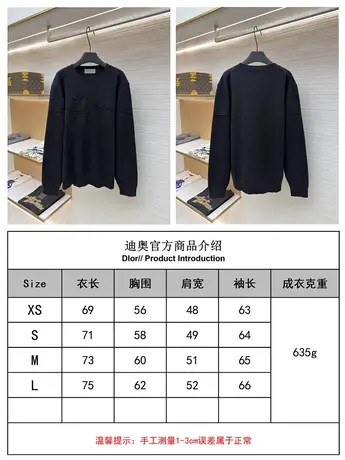 迪奥官方商品介绍
DIor// Product Introduction
Size 衣长 胸围 肩宽 袖长 成衣克重
XS 69 56 48 63
S 71 58 49 64
M 73 60 51 65
L 75 62 52 66
635g
温馨提示：手工测量1-3cm误差属于正常